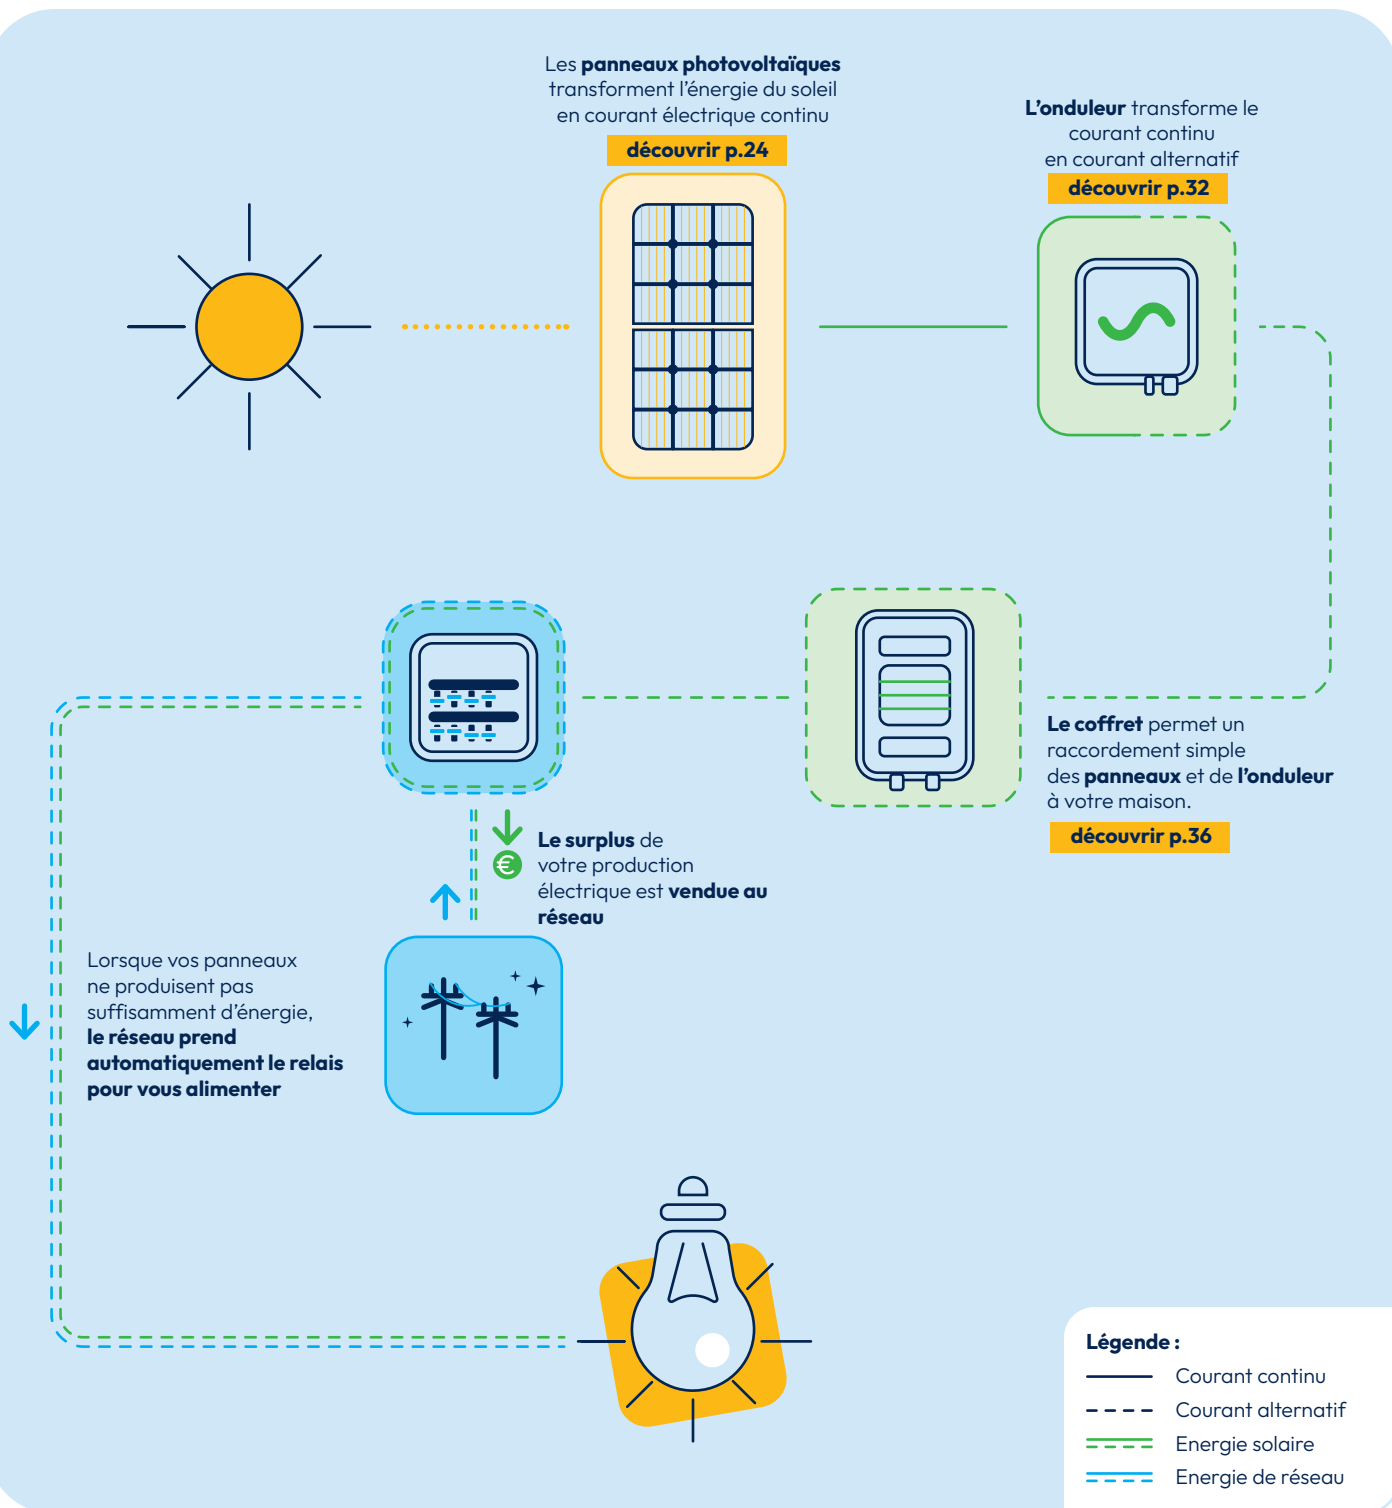 Les panneaux photovoltaïques
transforment l’énergie du soleil
en courant électrique continu
découvrir p.24
L’onduleur transforme le
courant continu
en courant alternatif
découvrir p.32
Le coffret permet un
raccordement simple
des panneaux et de l’onduleur
à votre maison.
découvrir p.36
Le surplus de
votre production
électrique est vendue au
réseau
€
Lorsque vos panneaux
ne produisent pas
suffisamment d’énergie,
le réseau prend
automatiquement le relais
pour vous alimenter
Légende :
Courant continu
Courant alternatif
Energie solaire
Energie de réseau